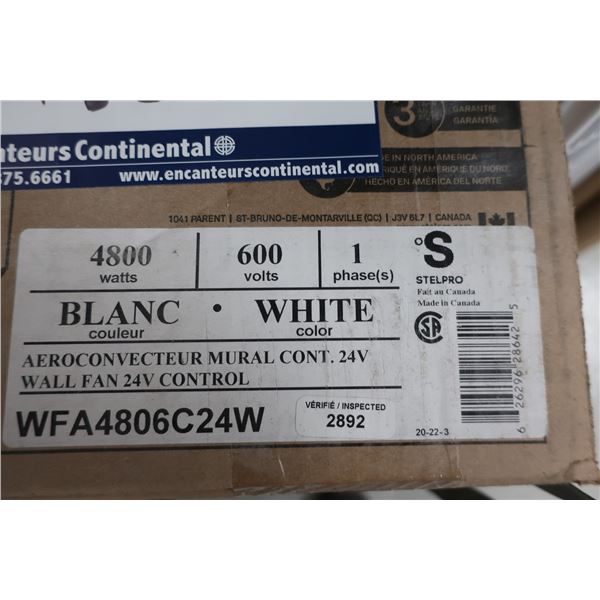 3
GARANTIE
GARANTÍA
nteurs Continental
75.6661 www.encanteurscontinental.com
E IN NORTH AMERICA
RIQUÉ EN AMÉRIQUE DU NORD
HECHO EN AMÉRICA DEL NORTE
1041 PARENT | ST-BRUNO-DE-MONTARVILLE (QC) | J3V 6L7 | CANADA
4800 600 1
watts volts phase(s)
°S
STELPRO
Fait au Canada
Made in Canada
BLANC • WHITE
couleur color
AEROCONVECTEUR MURAL CONT. 24V
WALL FAN 24V CONTROL
WFA4806C24W
VÉRIFIÉ / INSPECTED
2892
20-22-3
6 26296 28642 5